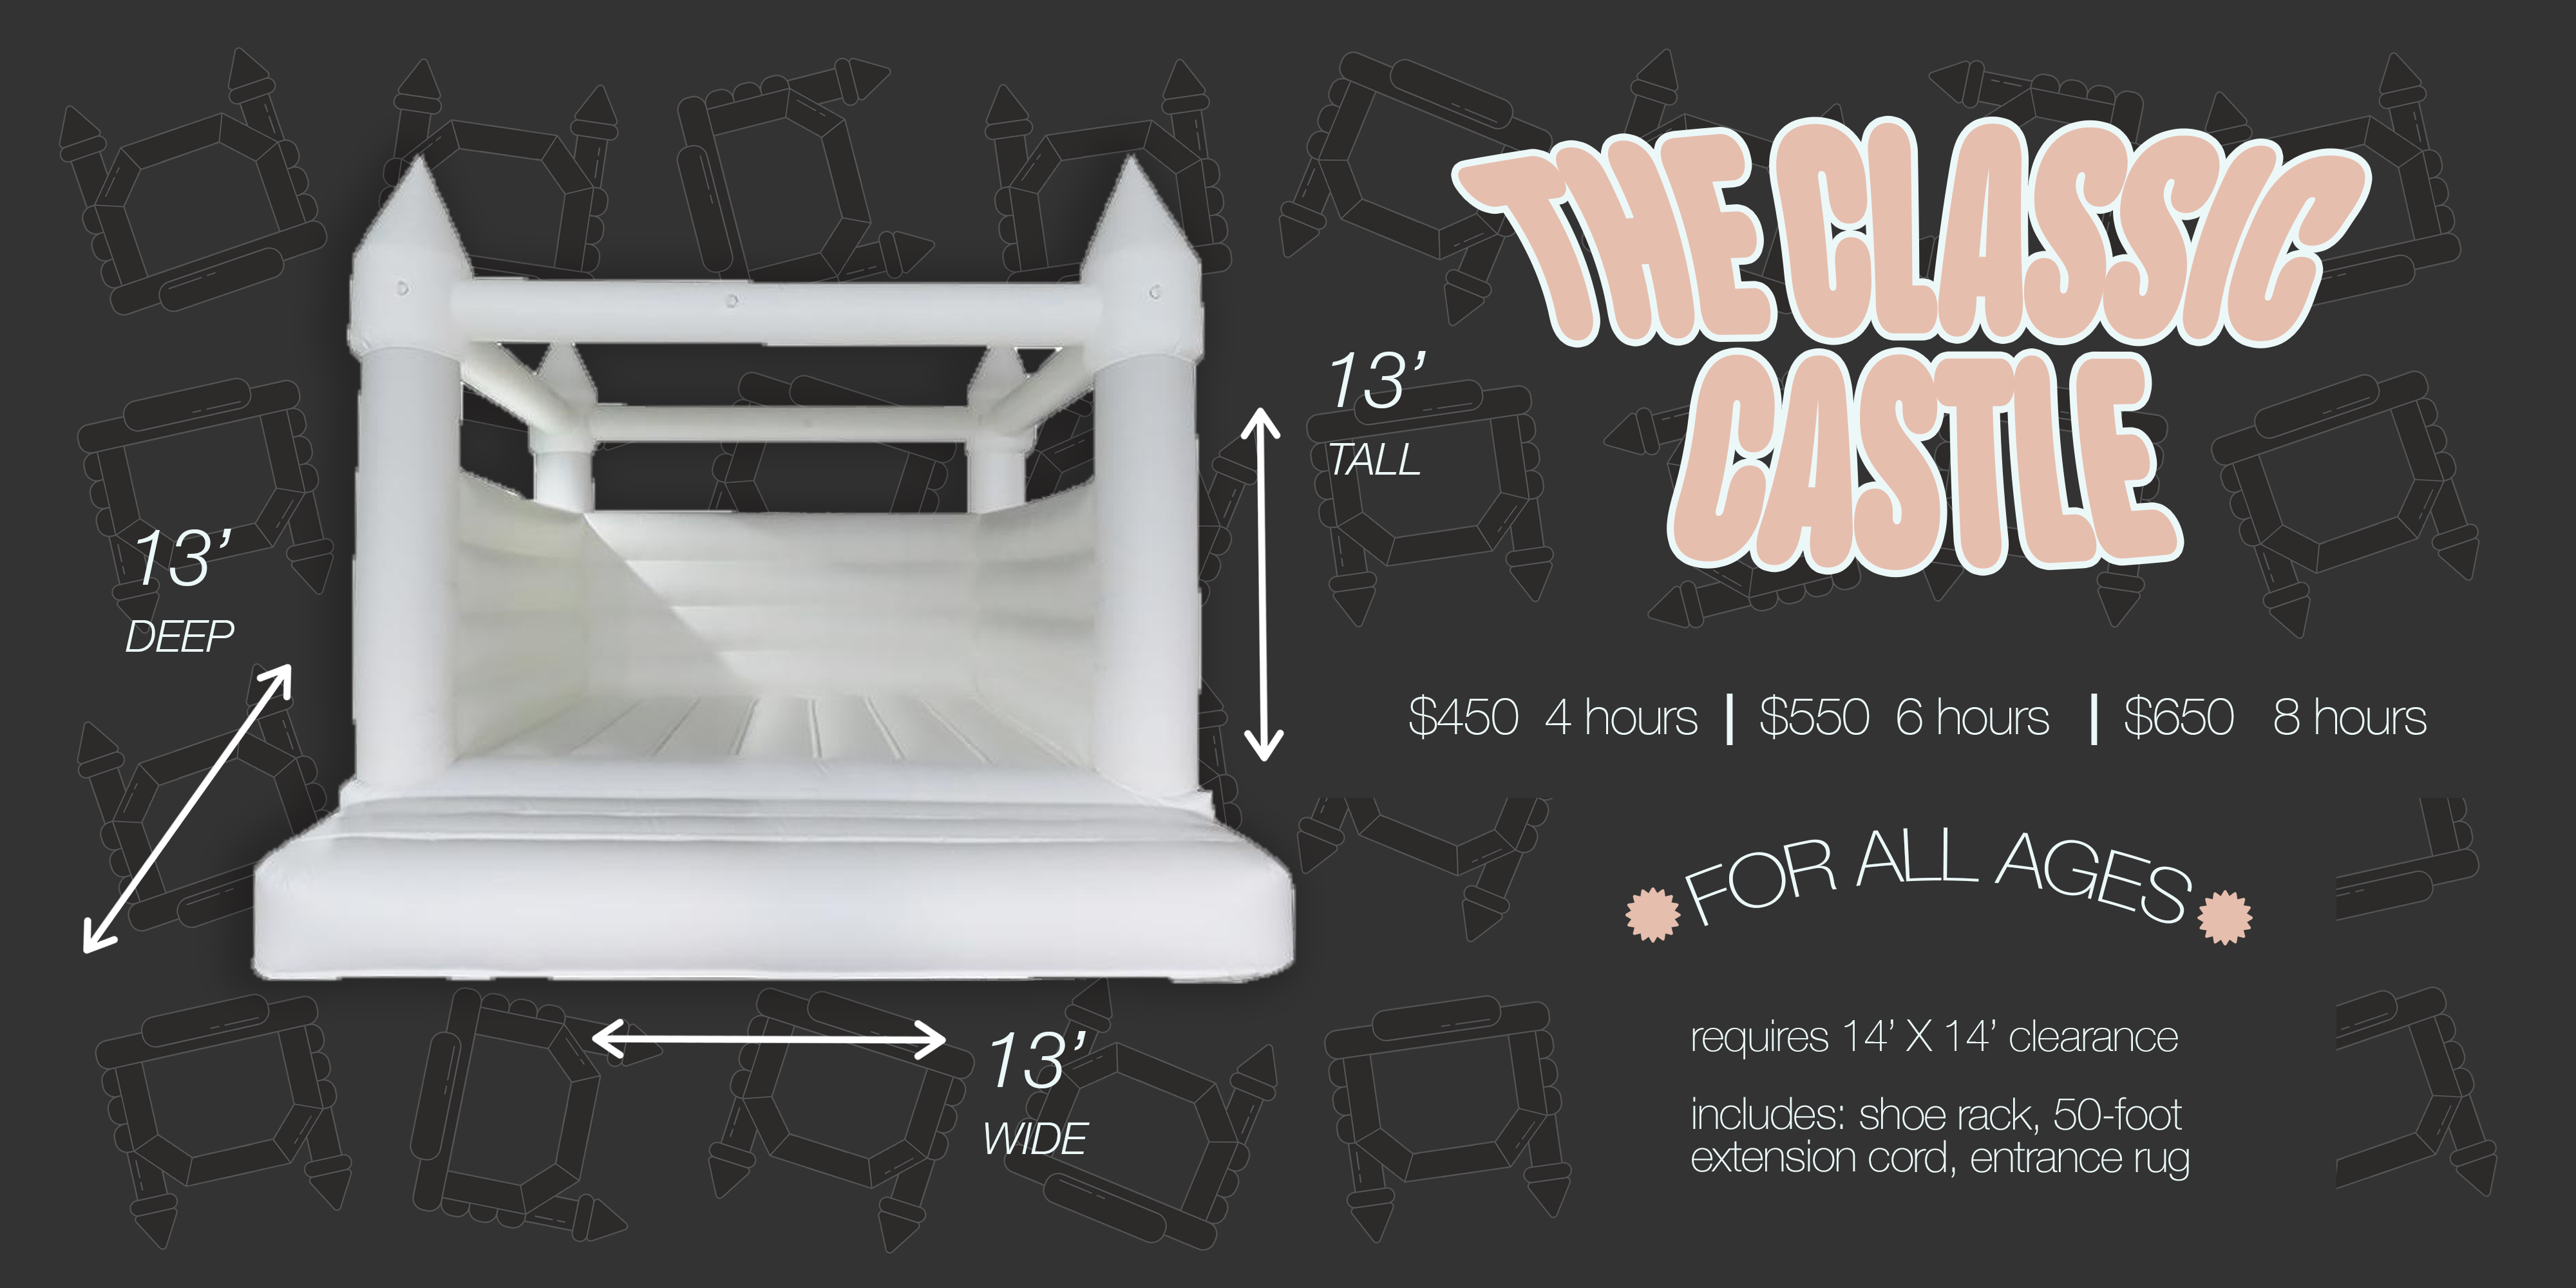 THE CLASSIC
CASTLE
13’
TALL
13’
DEEP
13’
WIDE
$450 4 hours | $550 6 hours | $650 8 hours
FOR ALL AGES
requires 14’ X 14’ clearance
includes: shoe rack, 50-foot
extension cord, entrance rug